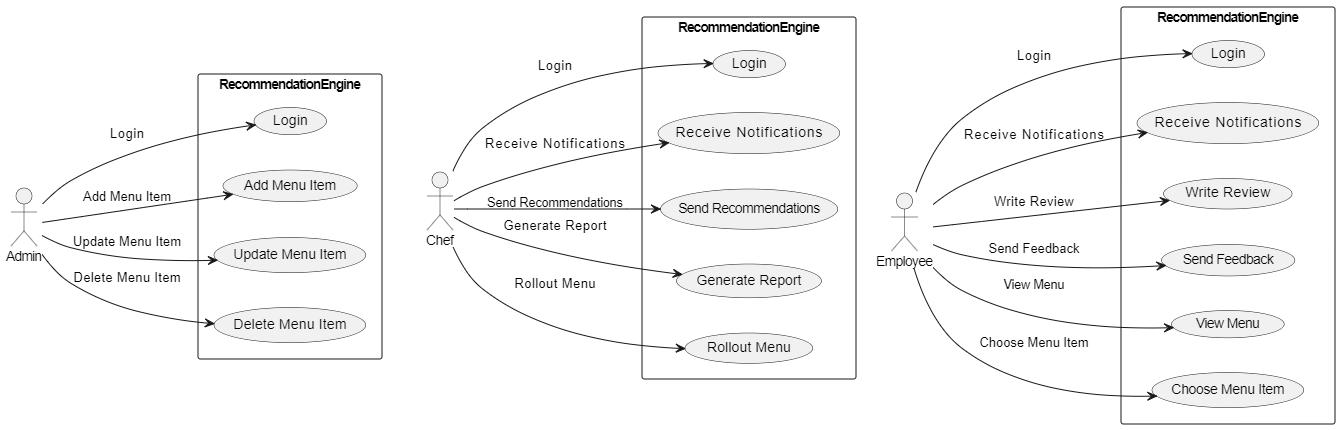 RecommendationEngine
Login
Login
Add Menu Item
Add Menu Item
Update Menu Item
Update Menu Item
Delete Menu Item
Delete Menu Item
Admin
RecommendationEngine
Login
Login
Receive Notifications
Receive Notifications
Send Recommendations
Send Recommendations
Generate Report
Generate Report
Rollout Menu
Rollout Menu
Chef
RecommendationEngine
Login
Login
Receive Notifications
Receive Notifications
Write Review
Write Review
Send Feedback
Send Feedback
View Menu
View Menu
Choose Menu Item
Choose Menu Item
Employee